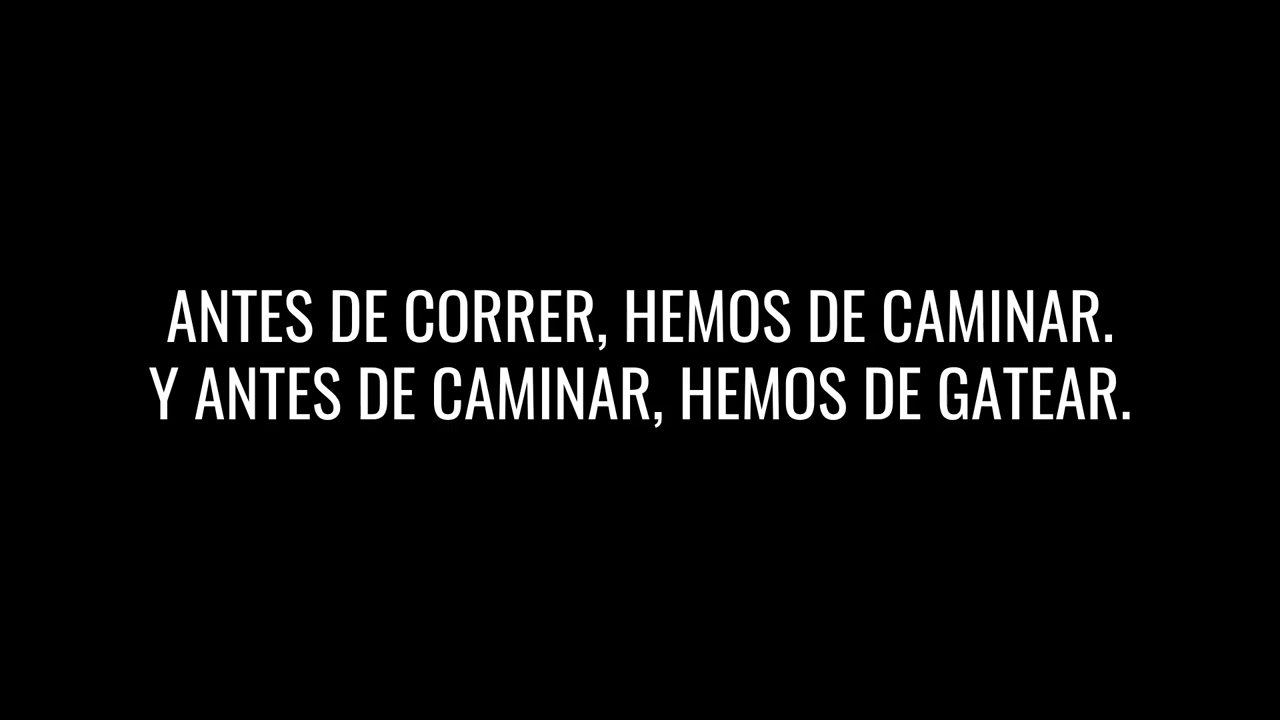 ANTES DE CORRER, HEMOS DE CAMINAR.
Y ANTES DE CAMINAR, HEMOS DE GATEAR.